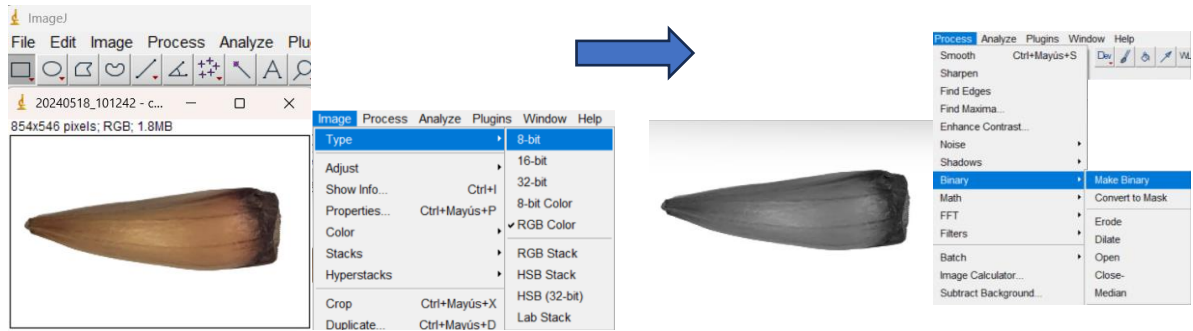 ImageJ
File Edit Image Process Analyze Plu
A
20240518_101242 - c...
854x546 pixels; RGB; 1.8MB
Image Process Analyze Plugins Window Help
Type
Adjust
Show Info... Ctrl+I
Properties... Ctrl+Mayús+P
Color
Stacks
Hyperstacks
Crop Ctrl+Mayús+X
Duplicate... Ctrl+Mayús+D
8-bit
16-bit
32-bit
8-bit Color
RGB Color
RGB Stack
HSB Stack
HSB (32-bit)
Lab Stack
Process Analyze Plugins Window Help
Smooth Ctrl+Mayús+S
Sharpen
Find Edges
Find Maxima...
Enhance Contrast...
Noise
Shadows
Binary
Math
FFT
Filters
Batch
Image Calculator...
Subtract Background...
Dev
Make Binary
Convert to Mask
Erode
Dilate
Open
Close-
Median